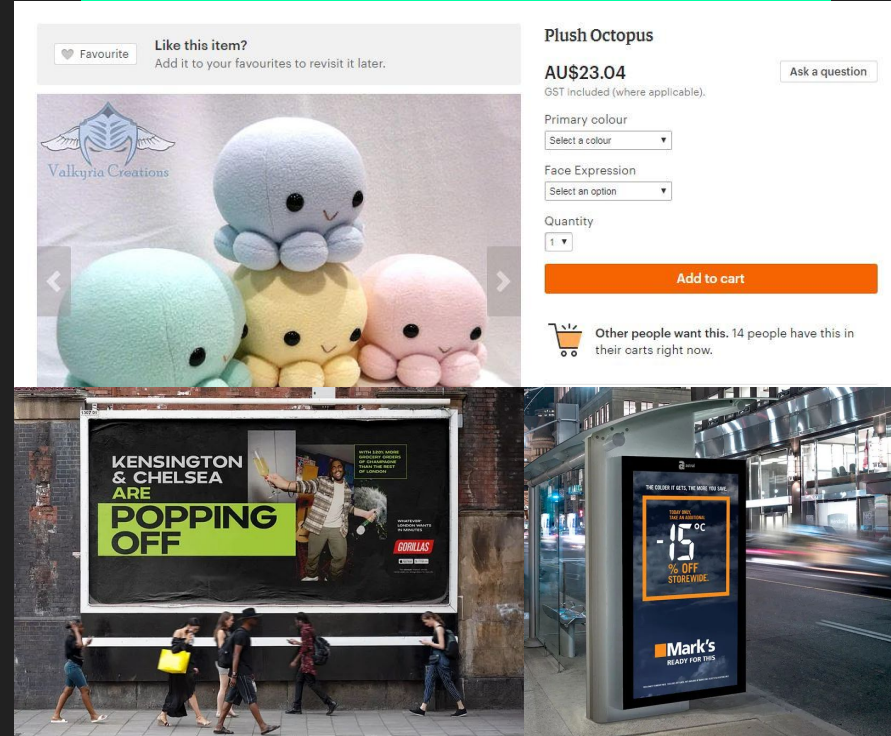 Favourite
Like this item?
Add it to your favourites to revisit it later.
Valkyria Creations
Plush Octopus
AU$23.04
Ask a question
GST included (where applicable).
Primary colour
Select a colour
Face Expression
Select an option
Quantity
1
Add to cart
Other people want this. 14 people have this in
their carts right now.
KENSINGTON
& CHELSEA
ARE
POPPING
OFF
GROCERY ORDERS
OF CHAMPAGNE
THAN THE REST
OF LONDON
WHATEVER
LONDON WANTS
IN MINUTES
GORILLAS
THE COLDER IT GETS, THE MORE YOU SAVE.
TODAY ONLY,
TAKE AN ADDITIONAL
-15°C
% OFF
STOREWIDE.
Mark's
READY FOR THIS